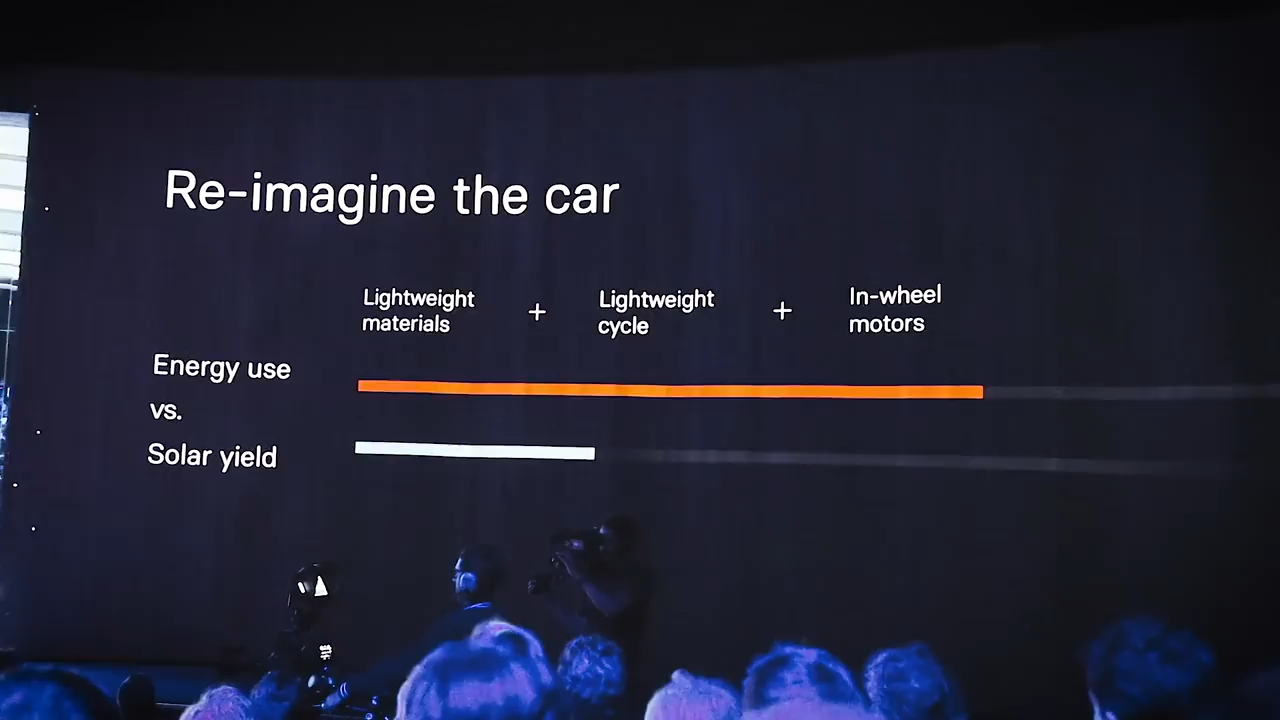 Re-imagine the car
Lightweight
materials
+
Lightweight
cycle
+
In-wheel
motors
Energy use
vs.
Solar yield